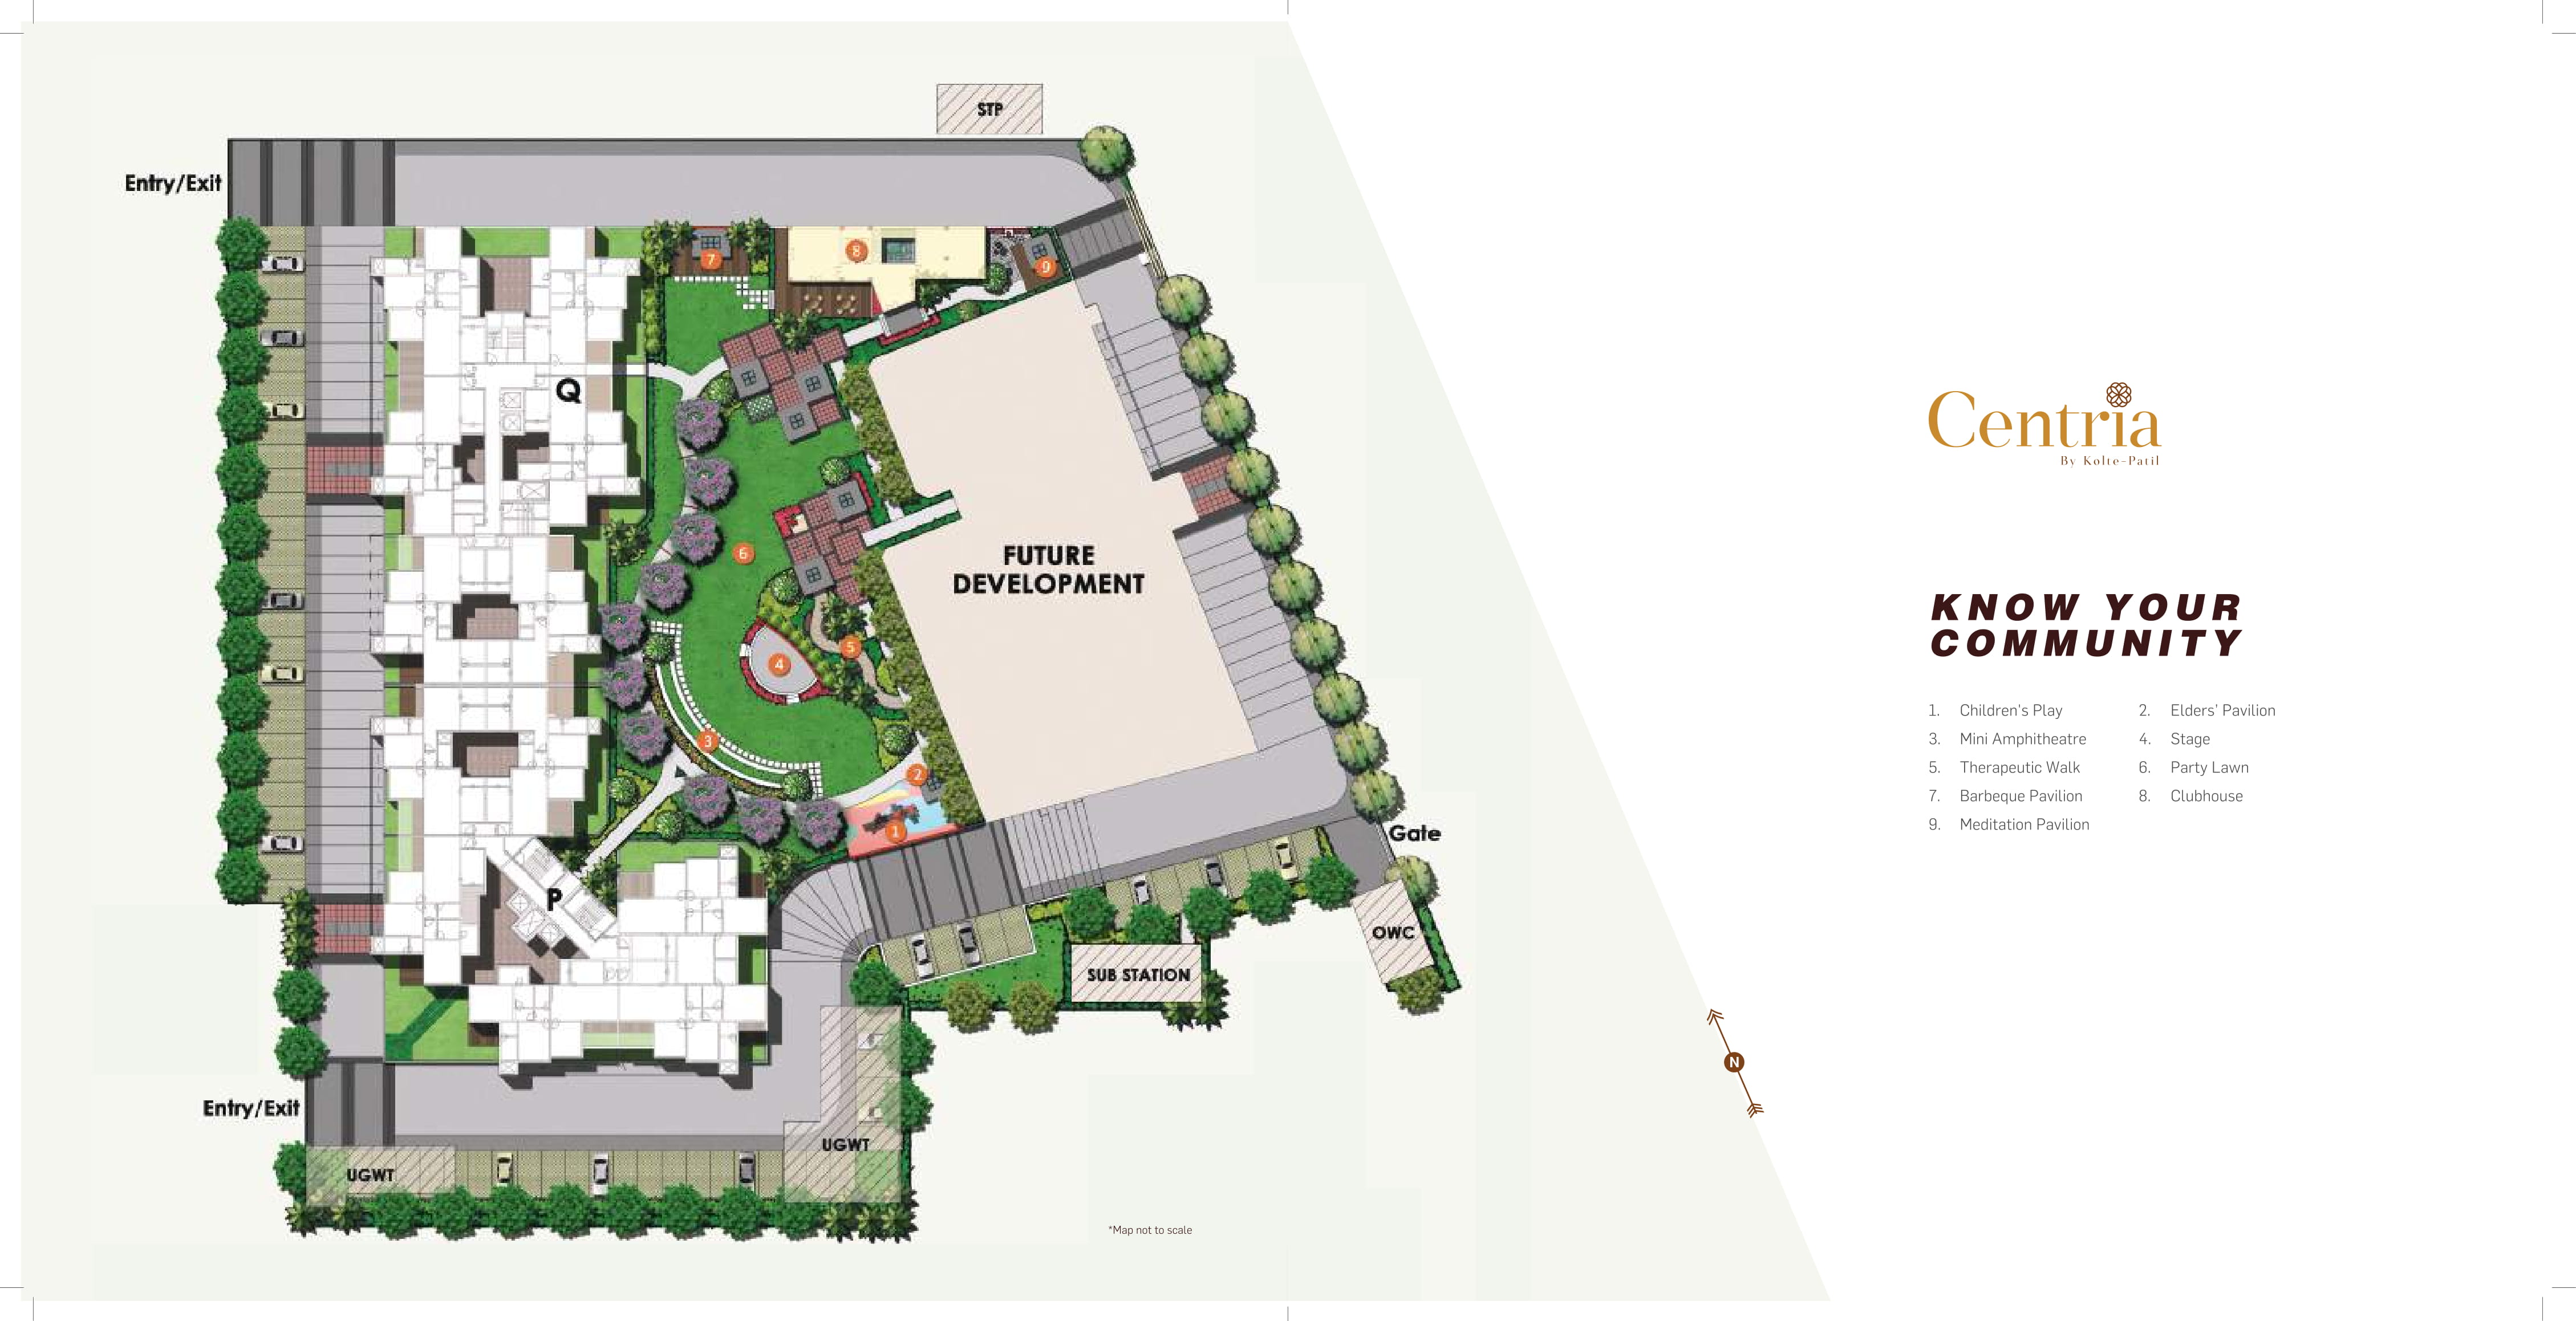 STP
Entry/Exit
7
8
9
Q
6
FUTURE
DEVELOPMENT
5
4
3
2
1
Gate
P
OWC
SUB STATION
Entry/Exit
UGWT
UGWT
*Map not to scale
N
Centria
By Kolte-Patil
KNOW YOUR
COMMUNITY
1. Children's Play
2. Elders' Pavilion
3. Mini Amphitheatre
4. Stage
5. Therapeutic Walk
6. Party Lawn
7. Barbeque Pavilion
8. Clubhouse
9. Meditation Pavilion